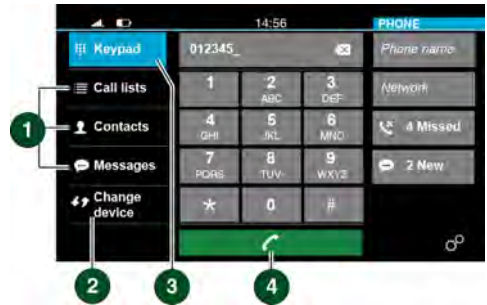 14:56
PHONE
Keypad
012345_
Phone name
Call lists
1
2
3
ABC
DEF
Network
1
Contacts
4
5
6
GHI
JKL
MNO
4 Missed
Messages
7
8
9
PQRS
TUV
WXYZ
2 New
Change
device
*
0
#
2
3
4